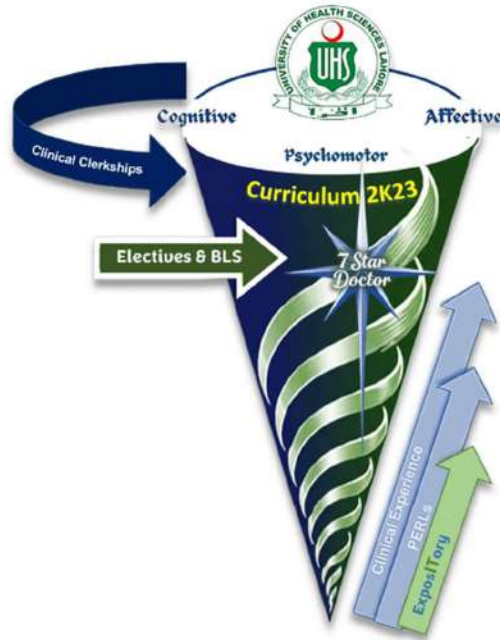 UNIVERSITY OF HEALTH SCIENCES LAHORE
UHS
اقرأ
Cognitive
Affective
Psychomotor
Clinical Clerkships
Curriculum 2K23
Electives & BLS
7 Star
Doctor
Clinical Experience
PERLs
ExposITory